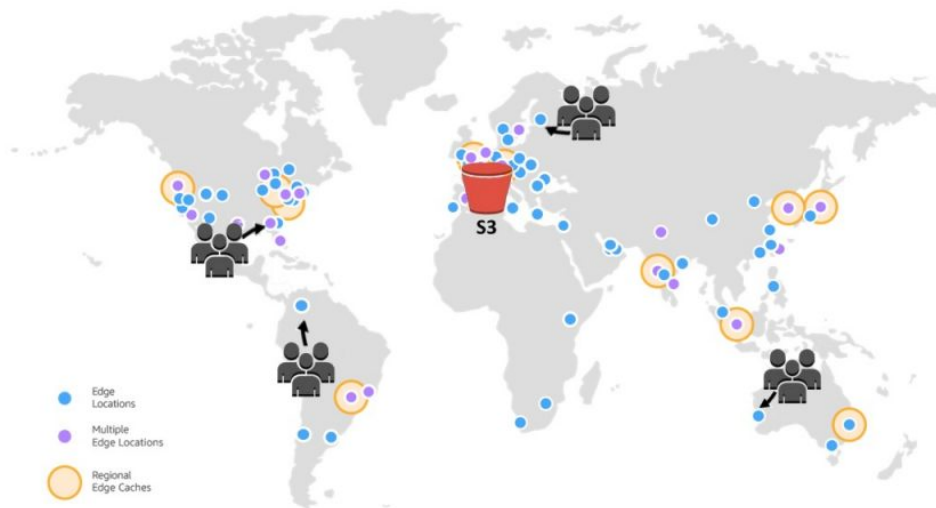 S3
Edge
Locations
Multiple
Edge Locations
Regional
Edge Caches